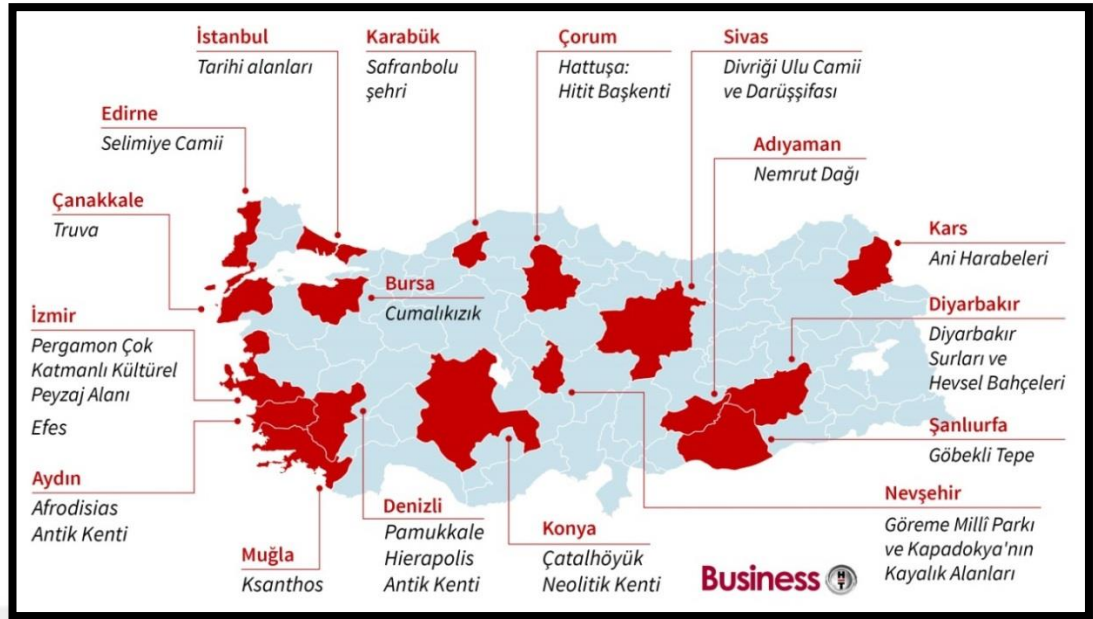 İstanbul
Tarihi alanları
Karabük
Safranbolu
şehri
Çorum
Hattuşa:
Hitit Başkenti
Sivas
Divriği Ulu Camii
ve Darüşşifası
Edirne
Selimiye Camii
Adıyaman
Nemrut Dağı
Çanakkale
Truva
Kars
Ani Harabeleri
Bursa
Cumalıkızık
İzmir
Pergamon Çok
Katmanlı Kültürel
Peyzaj Alanı
Efes
Diyarbakır
Diyarbakır
Surları ve
Hevsel Bahçeleri
Şanlıurfa
Göbekli Tepe
Aydın
Afrodisias
Antik Kenti
Muğla
Ksanthos
Denizli
Pamukkale
Hierapolis
Antik Kenti
Konya
Çatalhöyük
Neolitik Kenti
Nevşehir
Göreme Millî Parkı
ve Kapadokya'nın
Kayalık Alanları
Business HT